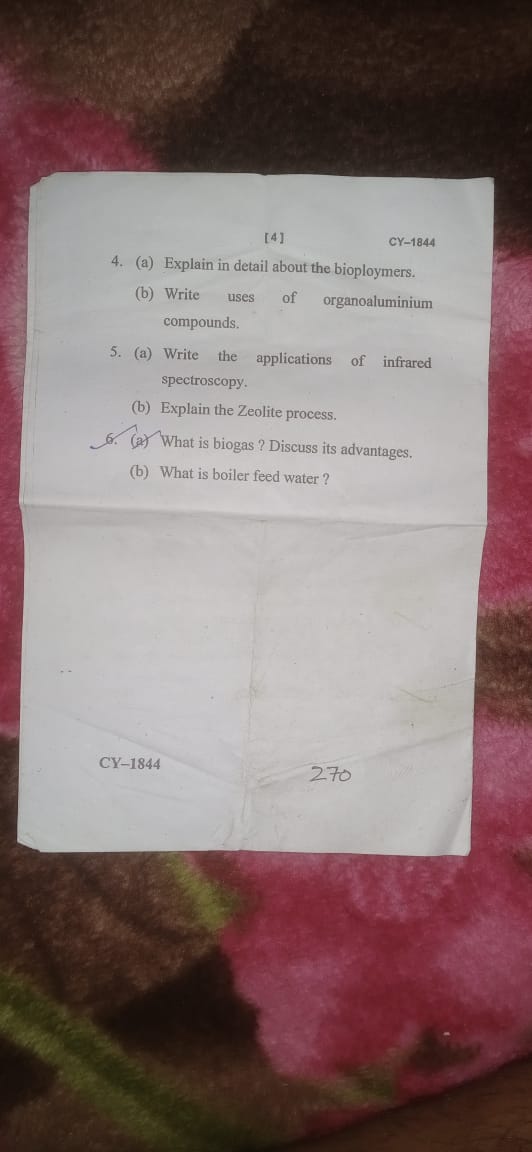 [4]
CY–1844
4. (a) Explain in detail about the bioploymers.
(b) Write uses of organoaluminium
compounds.
5. (a) Write the applications of infrared
spectroscopy.
(b) Explain the Zeolite process.
6. (a) What is biogas ? Discuss its advantages.
(b) What is boiler feed water ?
CY–1844
270